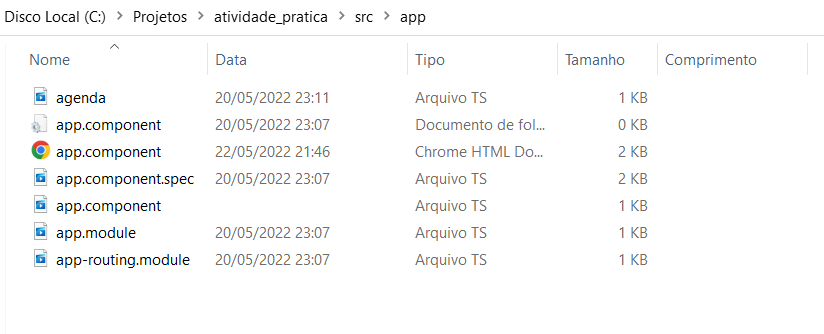 Disco Local (C:) > Projetos > atividade_pratica > src > app
Nome Data Tipo Tamanho Comprimento
agenda 20/05/2022 23:11 Arquivo TS 1 KB
app.component 20/05/2022 23:07 Documento de fol... 0 KB
app.component 22/05/2022 21:46 Chrome HTML Do... 2 KB
app.component.spec 20/05/2022 23:07 Arquivo TS 2 KB
app.component Arquivo TS 1 KB
app.module 20/05/2022 23:07 Arquivo TS 1 KB
app-routing.module 20/05/2022 23:07 Arquivo TS 1 KB